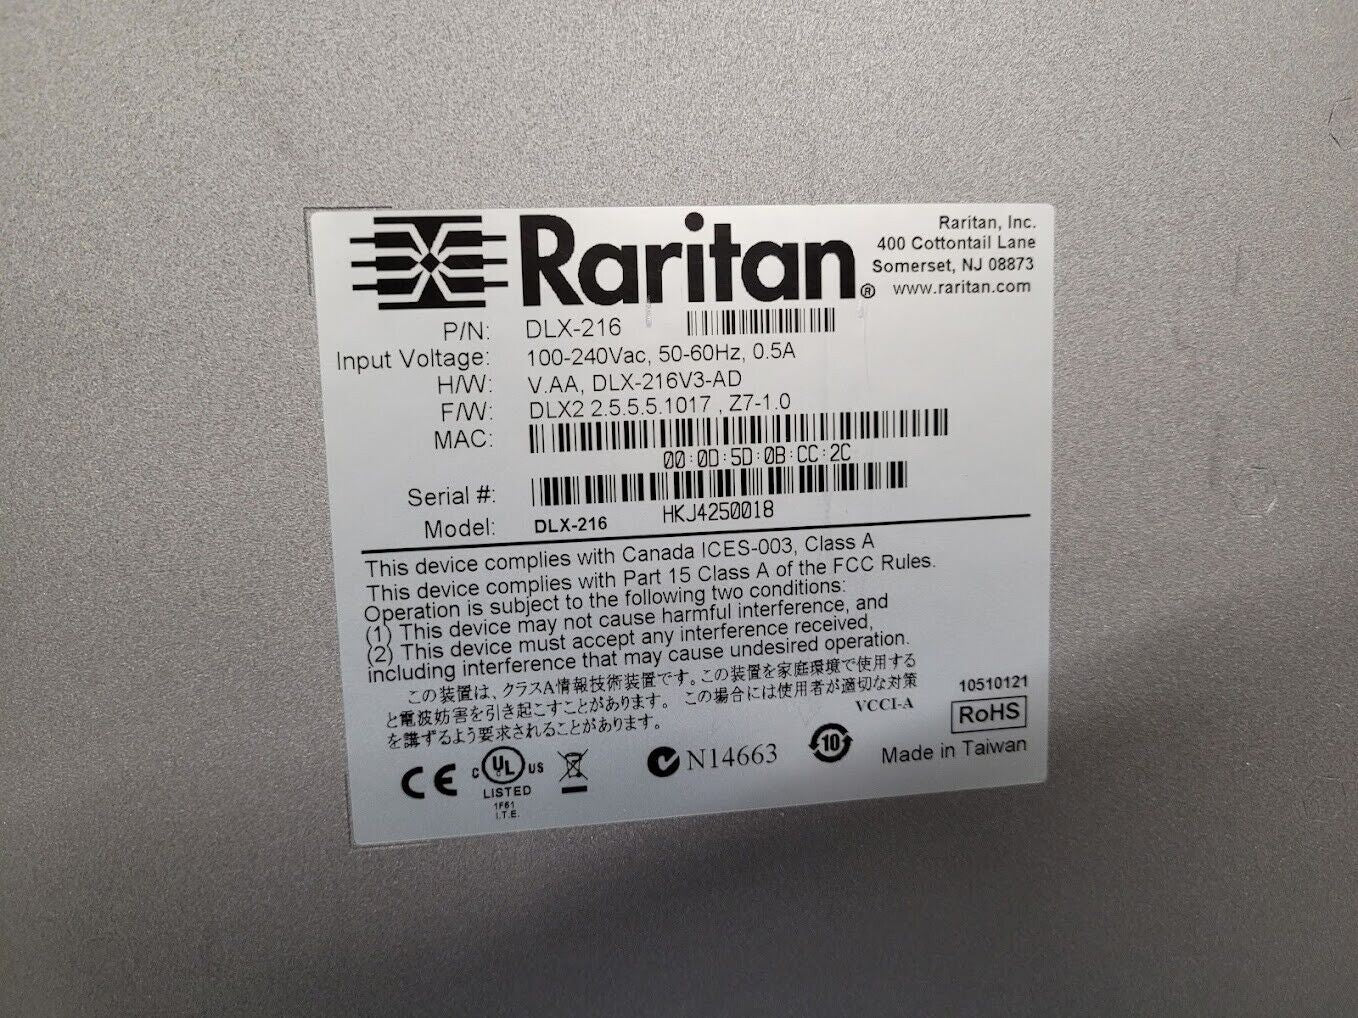 Raritan®
Raritan, Inc.
400 Cottontail Lane
Somerset, NJ 08873
www.raritan.com
P/N: DLX-216
Input Voltage: 100-240Vac, 50-60Hz, 0.5A
H/W: V.AA, DLX-216V3-AD
F/W: DLX2 2.5.5.5.1017 , Z7-1.0
MAC:
00:0D:5D:0B:CC:2C
Serial #:
HKJ4250018
Model: DLX-216
This device complies with Canada ICES-003, Class A
This device complies with Part 15 Class A of the FCC Rules.
Operation is subject to the following two conditions:
(1) This device may not cause harmful interference, and
(2) This device must accept any interference received,
including interference that may cause undesired operation.
この装置は、クラスA情報技術装置です。この装置を家庭環境で使用する
と電波妨害を引き起こすことがあります。 この場合には使用者が適切な対策
を講ずるよう要求されることがあります。
VCCI-A
10510121
RoHS
CE
C UL US
LISTED
1F61
I.T.E.
N14663
10
Made in Taiwan